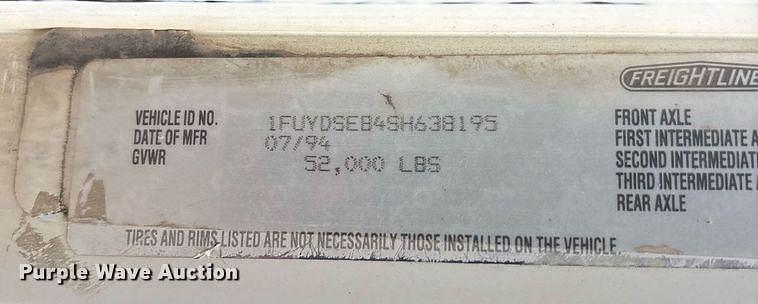 FREIGHTLINE
VEHICLE ID NO. 1FUYDSEB4SH638195
DATE OF MFR 07/94
GVWR 52,000 LBS
FRONT AXLE
FIRST INTERMEDIATE A
SECOND INTERMEDIAT
THIRD INTERMEDIATE
REAR AXLE
TIRES AND RIMS LISTED ARE NOT NECESSARILY THOSE INSTALLED ON THE VEHICLE.
Purple Wave Auction